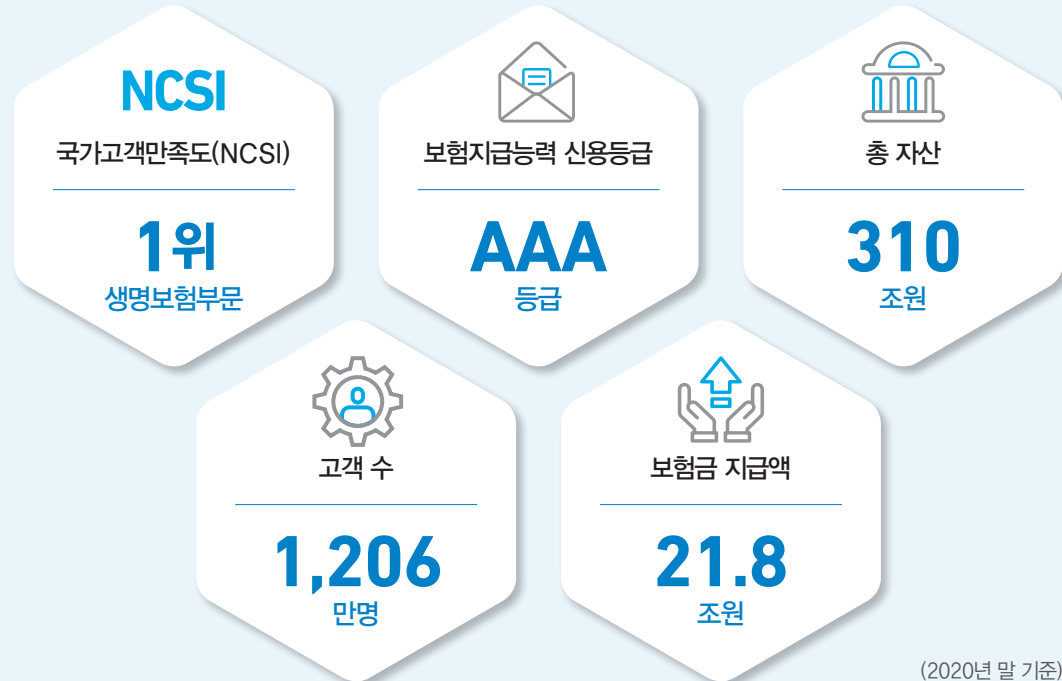 NCSI
국가고객만족도(NCSI)
1위
생명보험부문
보험지급능력 신용등급
AAA
등급
총 자산
310
조원
고객 수
1,206
만명
보험금 지급액
21.8
조원
(2020년 말 기준)